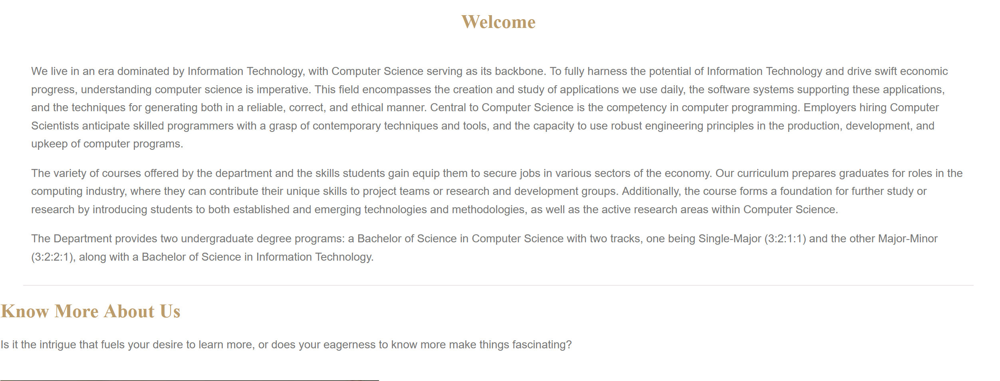 Welcome
We live in an era dominated by Information Technology, with Computer Science serving as its backbone. To fully harness the potential of Information Technology and drive swift economic
progress, understanding computer science is imperative. This field encompasses the creation and study of applications we use daily, the software systems supporting these applications,
and the techniques for generating both in a reliable, correct, and ethical manner. Central to Computer Science is the competency in computer programming. Employers hiring Computer
Scientists anticipate skilled programmers with a grasp of contemporary techniques and tools, and the capacity to use robust engineering principles in the production, development, and
upkeep of computer programs.
The variety of courses offered by the department and the skills students gain equip them to secure jobs in various sectors of the economy. Our curriculum prepares graduates for roles in the
computing industry, where they can contribute their unique skills to project teams or research and development groups. Additionally, the course forms a foundation for further study or
research by introducing students to both established and emerging technologies and methodologies, as well as the active research areas within Computer Science.
The Department provides two undergraduate degree programs: a Bachelor of Science in Computer Science with two tracks, one being Single-Major (3:2:1:1) and the other Major-Minor
(3:2:2:1), along with a Bachelor of Science in Information Technology.
Know More About Us
Is it the intrigue that fuels your desire to learn more, or does your eagerness to know more make things fascinating?